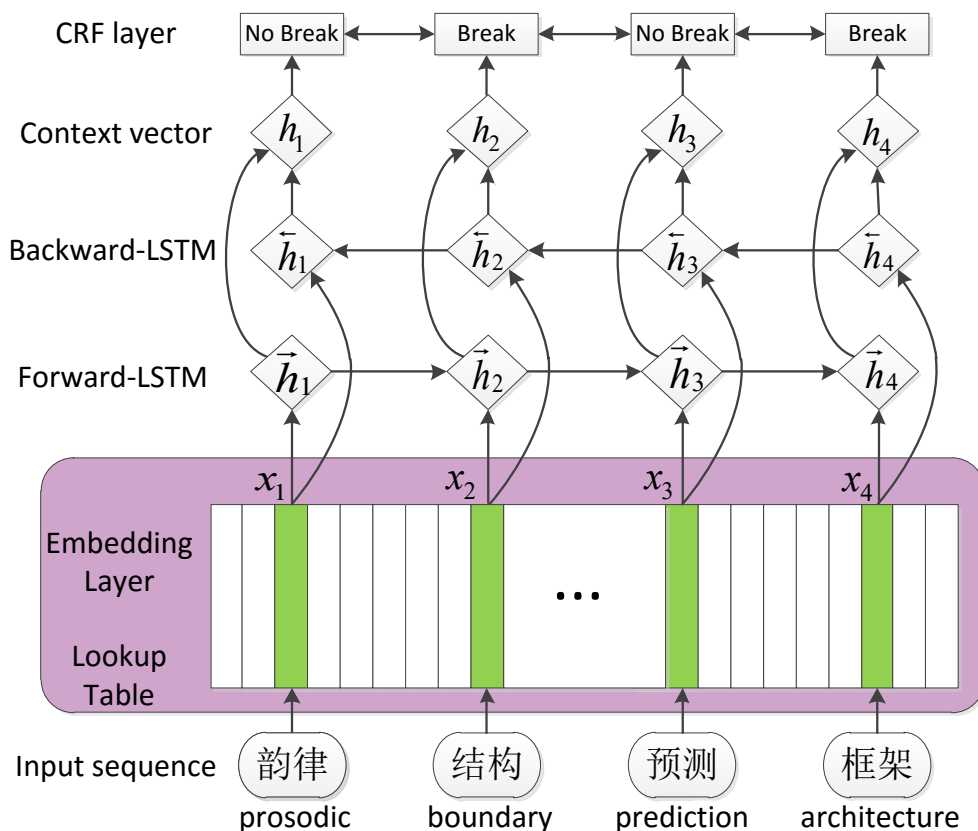 CRF layer No Break Break No Break Break
Context vector h1 h2 h3 h4
Backward-LSTM ←h1 ←h2 ←h3 ←h4
Forward-LSTM →h1 →h2 →h3 →h4
x1 x2 x3 x4
Embedding
Layer
...
Lookup
Table
Input sequence 韵律 结构 预测 框架
prosodic boundary prediction architecture